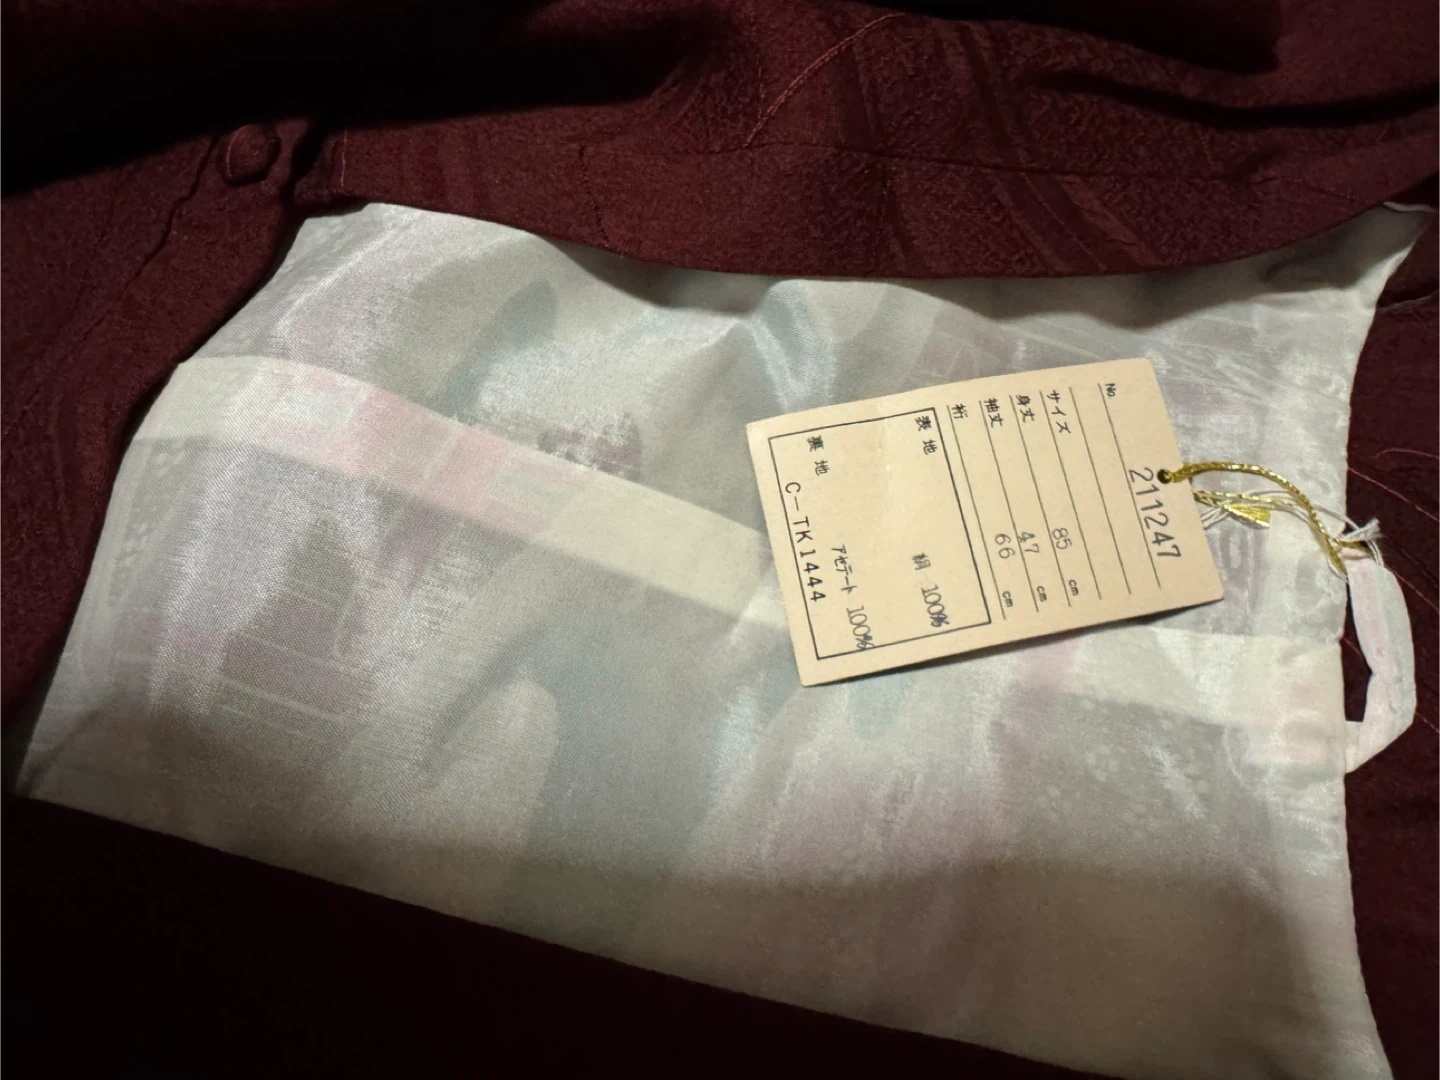 No. 211247
サイズ
身丈 85 cm
袖丈 47 cm
裄 66 cm
表地 絹 100%
裏地 アセテート 100%
C-TK1444